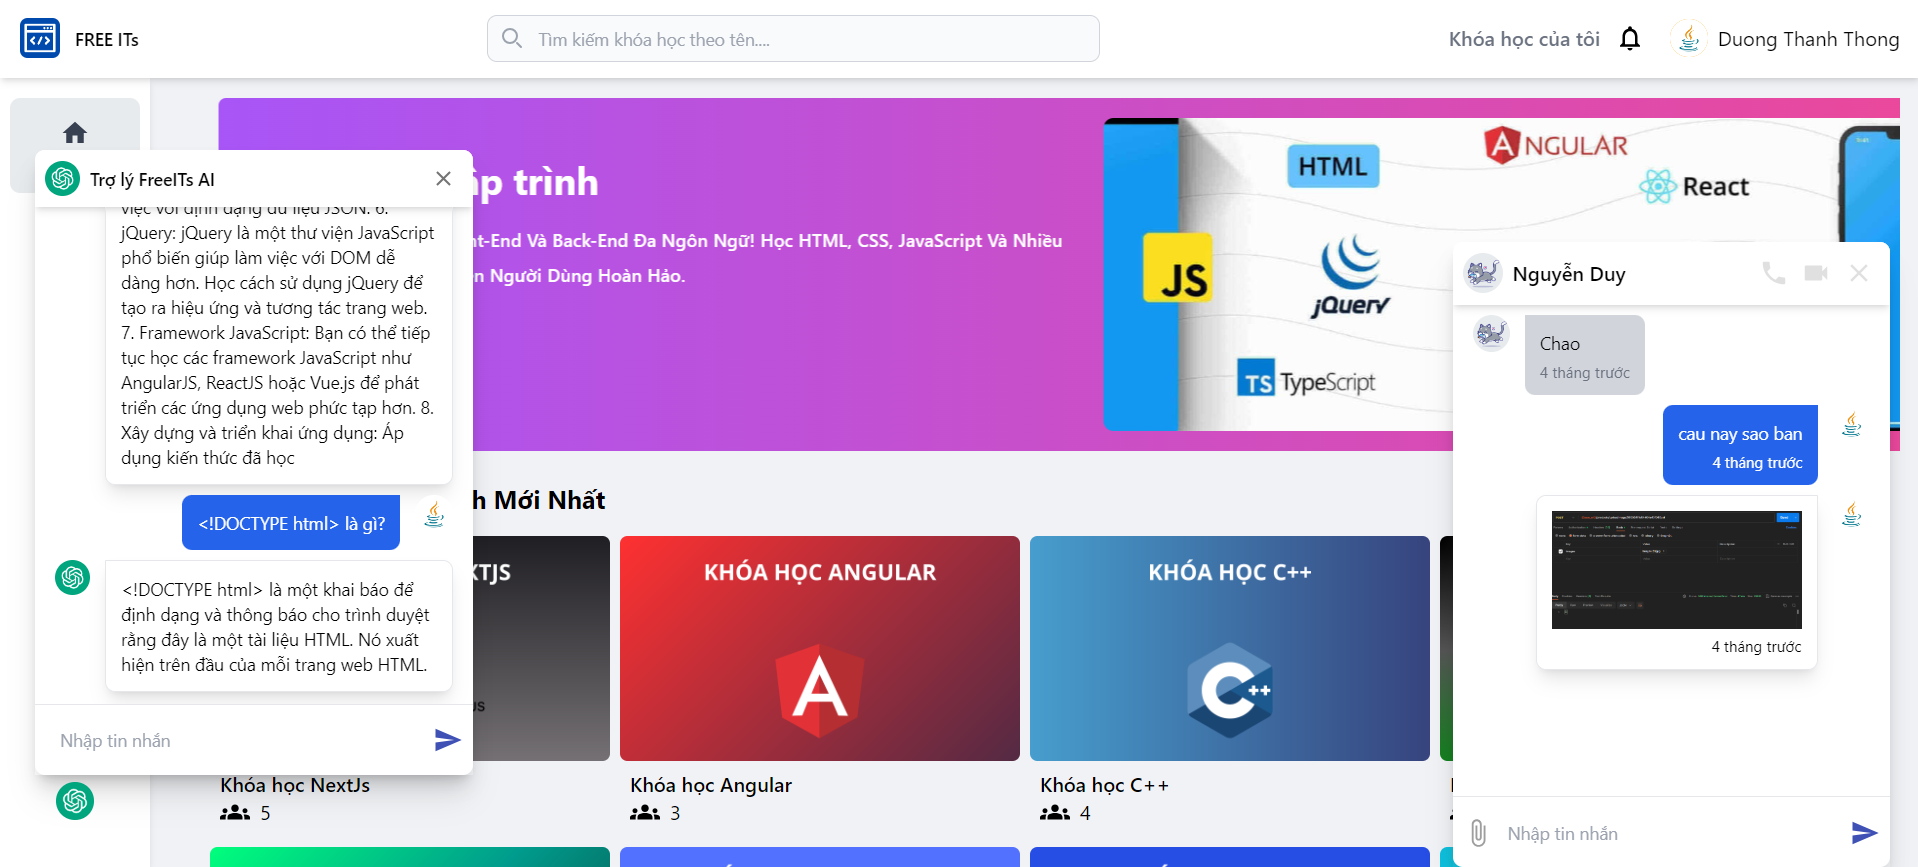 FREE ITs
Tìm kiếm khóa học theo tên....
Khóa học của tôi
Duong Thanh Thong
Trợ lý FreeITs AI
việc với định dạng dữ liệu JSON. 6.
jQuery: jQuery là một thư viện JavaScript
phổ biến giúp làm việc với DOM dễ
dàng hơn. Học cách sử dụng jQuery để
tạo ra hiệu ứng và tương tác trang web.
7. Framework JavaScript: Bạn có thể tiếp
tục học các framework JavaScript như
AngularJS, ReactJS hoặc Vue.js để phát
triển các ứng dụng web phức tạp hơn. 8.
Xây dựng và triển khai ứng dụng: Áp
dụng kiến thức đã học
<!DOCTYPE html> là gì?
<!DOCTYPE html> là một khai báo để
định dạng và thông báo cho trình duyệt
rằng đây là một tài liệu HTML. Nó xuất
hiện trên đầu của mỗi trang web HTML.
Nhập tin nhắn
ập trình
nt-End Và Back-End Đa Ngôn Ngữ! Học HTML, CSS, JavaScript Và Nhiều
ện Người Dùng Hoàn Hảo.
HTML
ANGULAR
React
JS
jQuery
TS TypeScript
Nguyễn Duy
Chao
4 tháng trước
cau nay sao ban
4 tháng trước
4 tháng trước
Nhập tin nhắn
h Mới Nhất
XTJS
JS
KHÓA HỌC ANGULAR
KHÓA HỌC C++
C++
Khóa học NextJs
5
Khóa học Angular
3
Khóa học C++
4